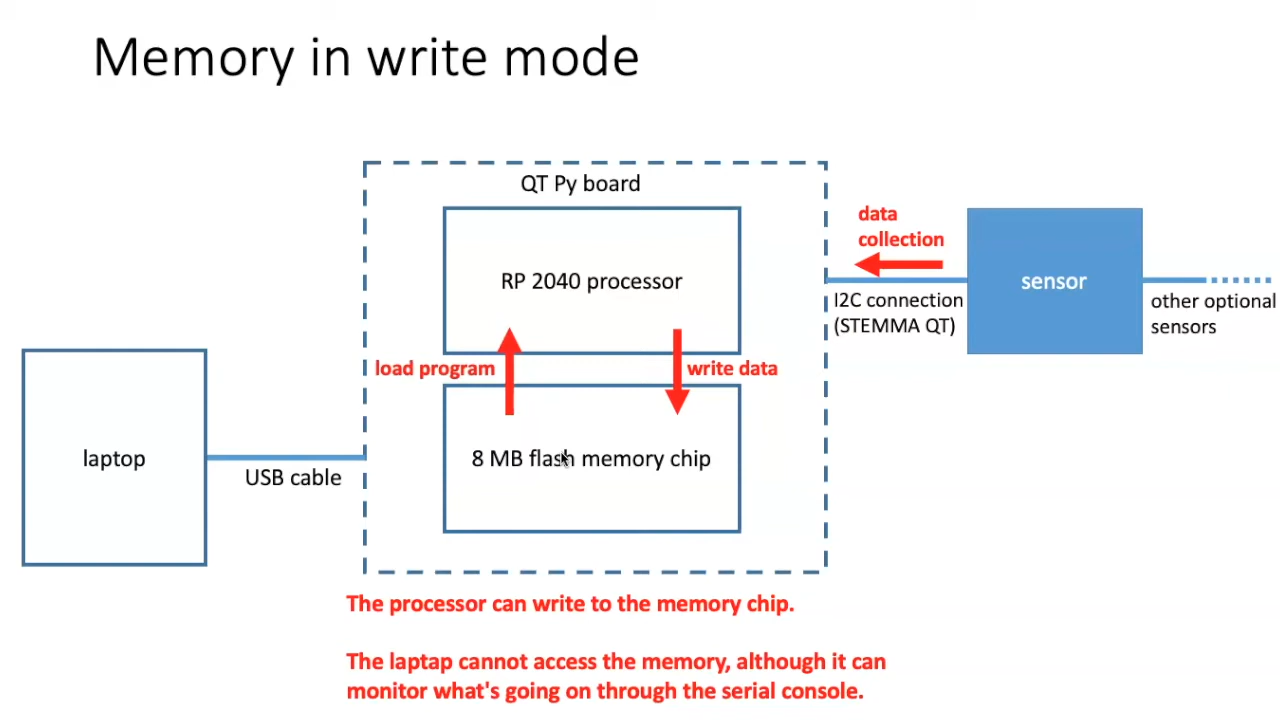 Memory in write mode
QT Py board
data
collection
RP 2040 processor
sensor
I2C connection
(STEMMA QT)
other optional
sensors
load program
write data
laptop
8 MB flash memory chip
USB cable
The processor can write to the memory chip.
The laptap cannot access the memory, although it can
monitor what's going on through the serial console.